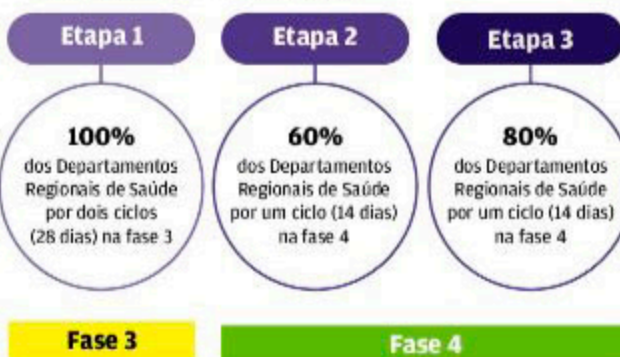 Etapa 1
100%
dos Departamentos
Regionais de Saúde
por dois ciclos
(28 dias) na fase 3
Etapa 2
60%
dos Departamentos
Regionais de Saúde
por um ciclo (14 dias)
na fase 4
Etapa 3
80%
dos Departamentos
Regionais de Saúde
por um ciclo (14 dias)
na fase 4
Fase 3
Fase 4